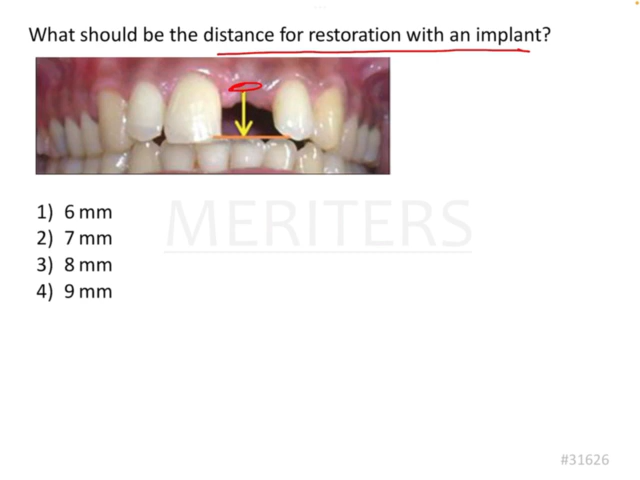 What should be the distance for restoration with an implant?
1) 6 mm
2) 7 mm
3) 8 mm
4) 9 mm
MERITERS
#31626